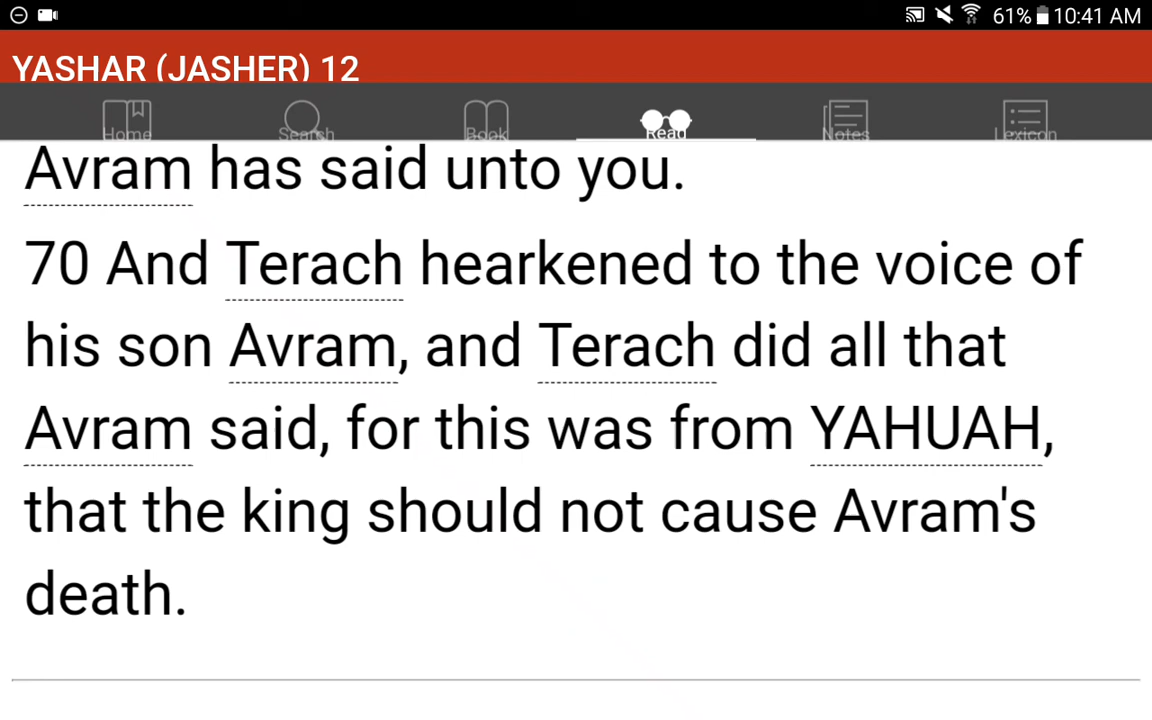 61% 10:41 AM
YASHAR (JASHER) 12
Home Search Book Read Notes Lexicon
Avram has said unto you.
70 And Terach hearkened to the voice of
his son Avram, and Terach did all that
Avram said, for this was from YAHUAH,
that the king should not cause Avram's
death.